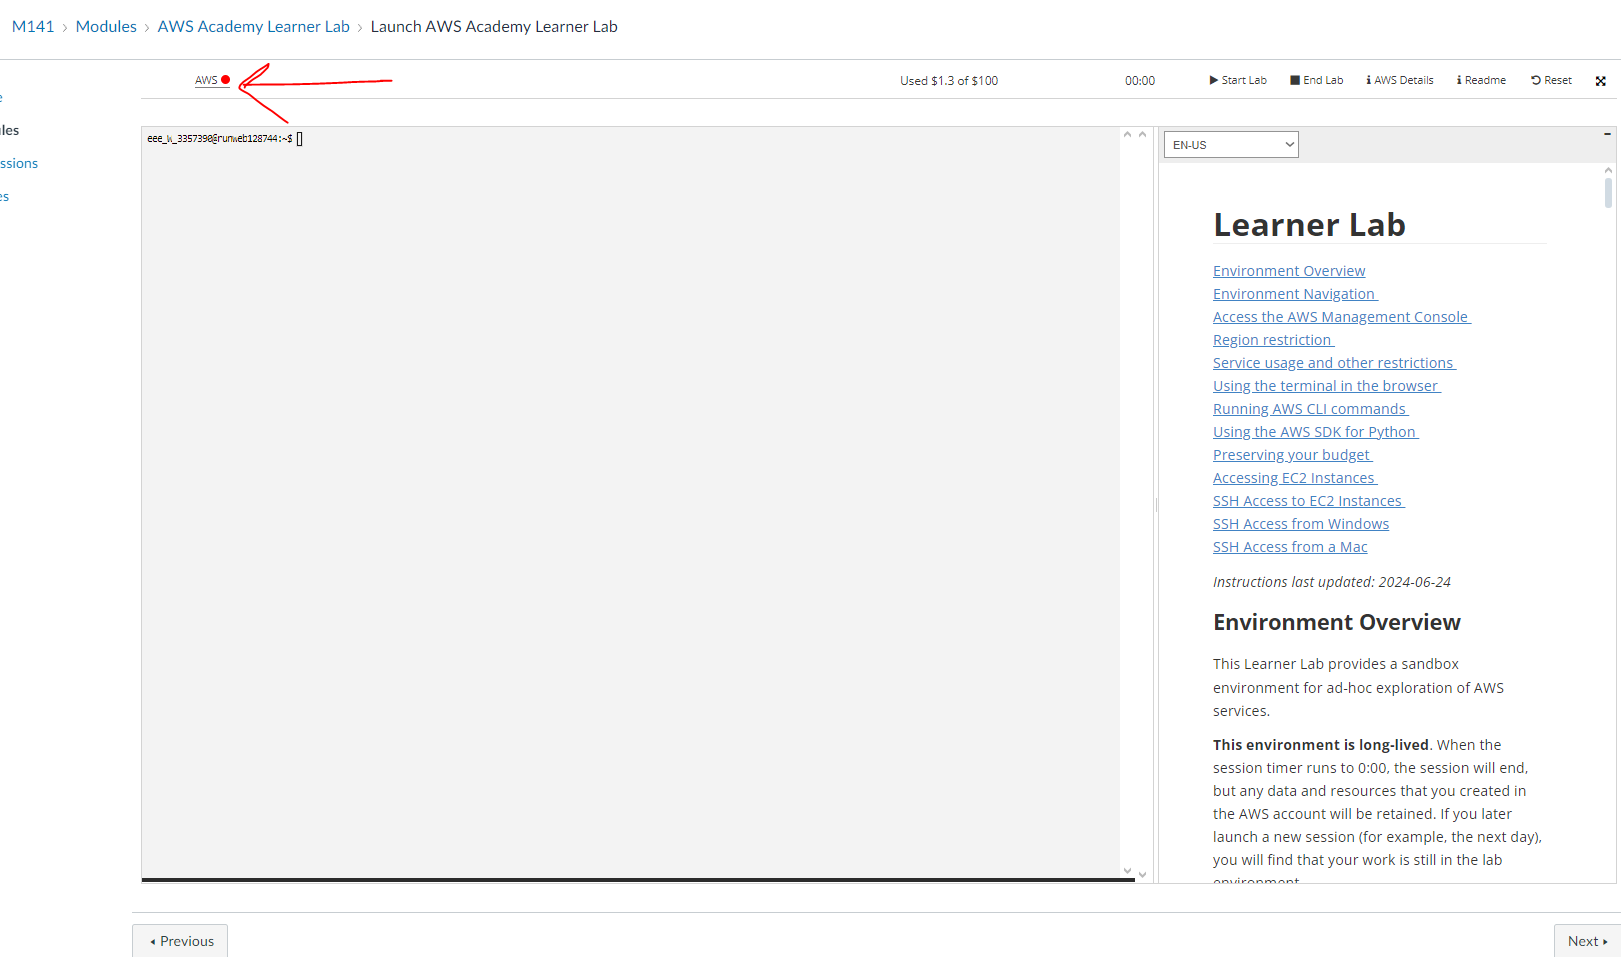 M141 › Modules › AWS Academy Learner Lab › Launch AWS Academy Learner Lab
AWS
Used $1.3 of $100
00:00
Start Lab
End Lab
AWS Details
Readme
Reset
e
les
ssions
es
eee_W_3357390@runweb128744:~$
EN-US
Learner Lab
Environment Overview
Environment Navigation
Access the AWS Management Console
Region restriction
Service usage and other restrictions
Using the terminal in the browser
Running AWS CLI commands
Using the AWS SDK for Python
Preserving your budget
Accessing EC2 Instances
SSH Access to EC2 Instances
SSH Access from Windows
SSH Access from a Mac
Instructions last updated: 2024-06-24
Environment Overview
This Learner Lab provides a sandbox
environment for ad-hoc exploration of AWS
services.
This environment is long-lived. When the
session timer runs to 0:00, the session will end,
but any data and resources that you created in
the AWS account will be retained. If you later
launch a new session (for example, the next day),
you will find that your work is still in the lab
environment
Previous
Next